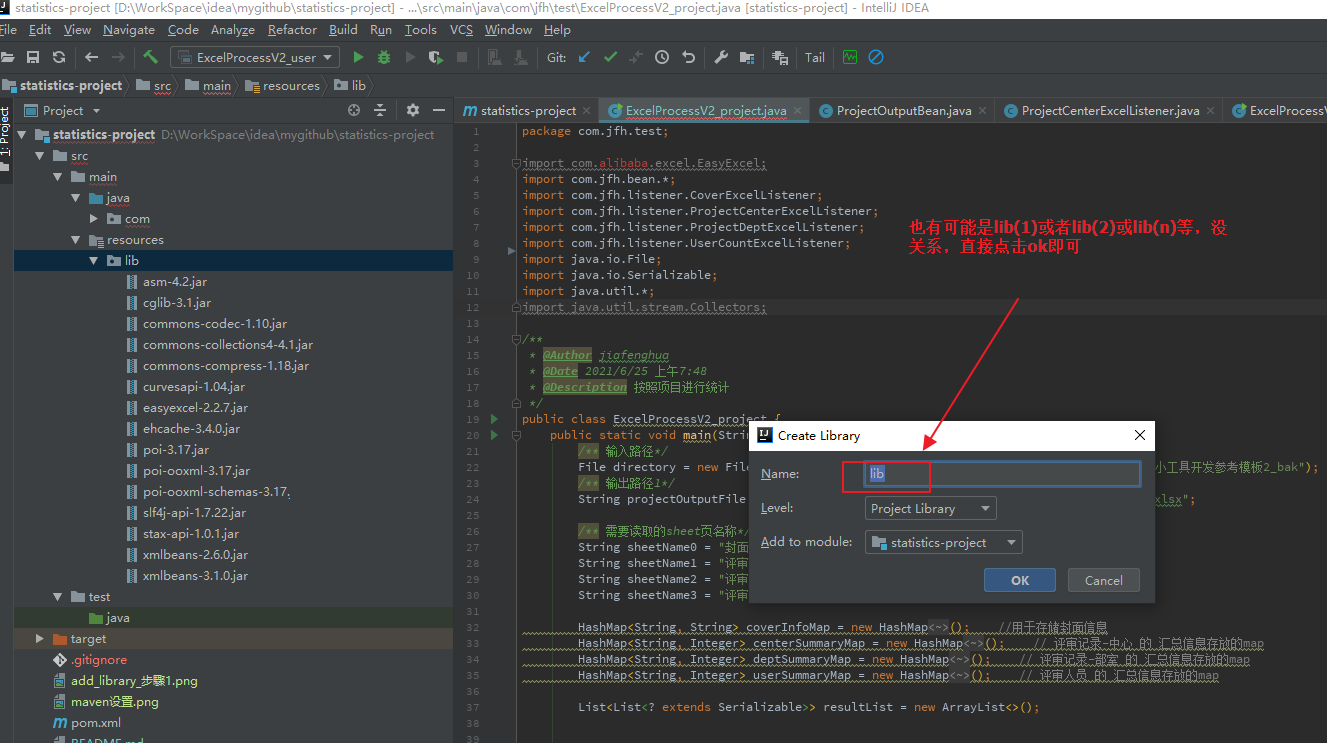 statistics-project [D:\WorkSpace\idea\mygithub\statistics-project] - ...\src\main\java\com\jfh\test\ExcelProcessV2_project.java [statistics-project] - IntelliJ IDEA
File Edit View Navigate Code Analyze Refactor Build Run Tools VCS Window Help
ExcelProcessV2_user Git: Tail
statistics-project src main resources lib
1: Project
Project
statistics-project D:\WorkSpace\idea\mygithub\statistics-project
src
main
java
com
resources
lib
asm-4.2.jar
cglib-3.1.jar
commons-codec-1.10.jar
commons-collections4-4.1.jar
commons-compress-1.18.jar
curvesapi-1.04.jar
easyexcel-2.2.7.jar
ehcache-3.4.0.jar
poi-3.17.jar
poi-ooxml-3.17.jar
poi-ooxml-schemas-3.17.
slf4j-api-1.7.22.jar
stax-api-1.0.1.jar
xmlbeans-2.6.0.jar
xmlbeans-3.1.0.jar
test
java
target
.gitignore
add_library_步骤1.png
maven设置.png
pom.xml
README.md
statistics-project ExcelProcessV2_project.java ProjectOutputBean.java ProjectCenterExcelListener.java ExcelProcessV
1 package com.jfh.test;
2
3 import com.alibaba.excel.EasyExcel;
4 import com.jfh.bean.*;
5 import com.jfh.listener.CoverExcelListener;
6 import com.jfh.listener.ProjectCenterExcelListener;
7 import com.jfh.listener.ProjectDeptExcelListener;
8 import com.jfh.listener.UserCountExcelListener;
9 import java.io.File;
10 import java.io.Serializable;
11 import java.util.*;
12 import java.util.stream.Collectors;
13
14 /**
15 * @Author jiafenghua
16 * @Date 2021/6/25 上午7:48
17 * @Description 按照项目进行统计
18 */
19 public class ExcelProcessV2_project {
20 public static void main(Strin
21 /** 输入路径*/
22 File directory = new File 小工具开发参考模板2_bak");
23 /** 输出路径1*/
24 String projectOutputFile xlsx";
25
26 /** 需要读取的sheet页名称*/
27 String sheetName0 = "封面
28 String sheetName1 = "评审
29 String sheetName2 = "评审
30 String sheetName3 = "评审
31
32 HashMap<String, String> coverInfoMap = new HashMap<~>(); //用于存储封面信息
33 HashMap<String, Integer> centerSummaryMap = new HashMap<~>(); // 评审记录-中心 的 汇总信息存放的map
34 HashMap<String, Integer> deptSummaryMap = new HashMap<~>(); // 评审记录-部室 的 汇总信息存放的map
35 HashMap<String, Integer> userSummaryMap = new HashMap<~>(); // 评审人员 的 汇总信息存放的map
36
37 List<List<? extends Serializable>> resultList = new ArrayList<>();
38
39
也有可能是lib(1)或者lib(2)或lib(n)等，没
关系，直接点击ok即可
Create Library
Name: lib
Level: Project Library
Add to module: statistics-project
OK Cancel